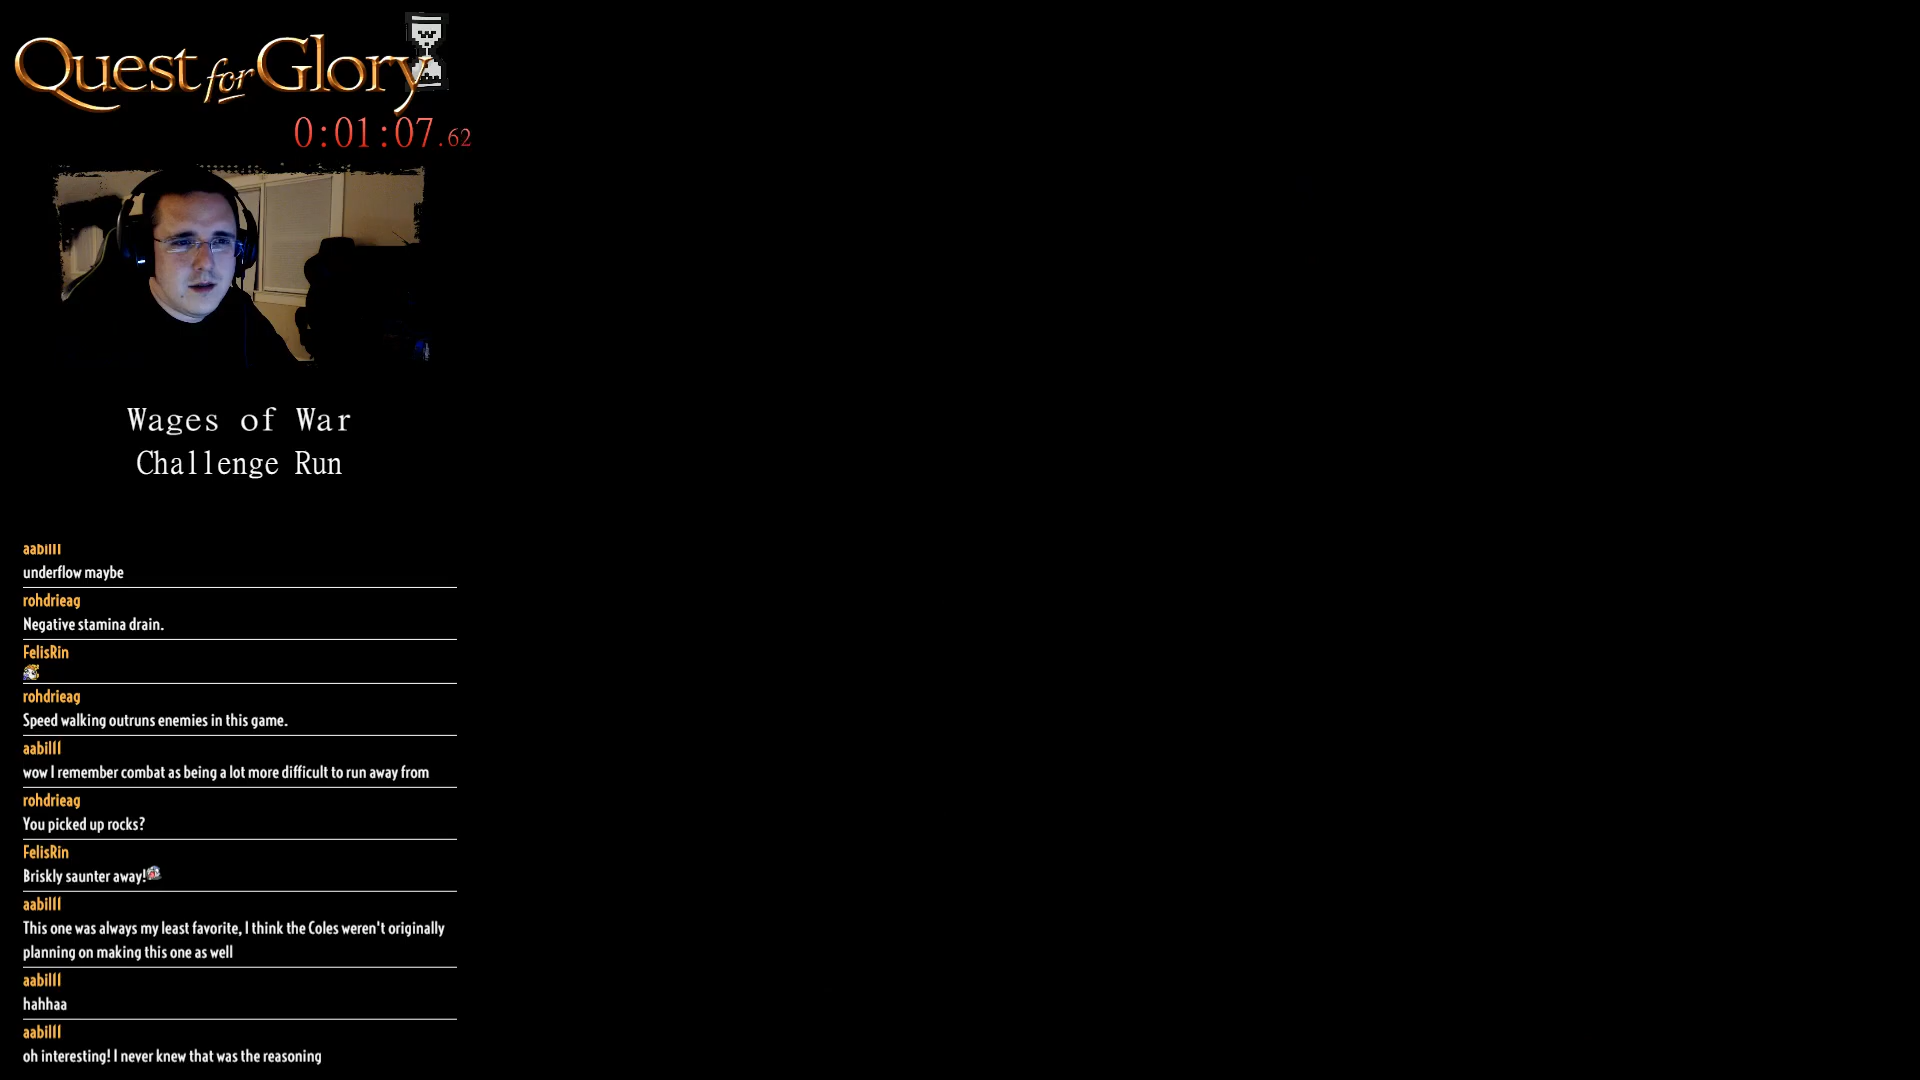 Quest for Glory
0:01:07.62
Wages of War
Challenge Run
aabilll
underflow maybe
rohdrieag
Negative stamina drain.
FelisRin
rohdrieag
Speed walking outruns enemies in this game.
aabilll
wow I remember combat as being a lot more difficult to run away from
rohdrieag
You picked up rocks?
FelisRin
Briskly saunter away!
aabilll
This one was always my least favorite, I think the Coles weren't originally
planning on making this one as well
aabilll
hahhaa
aabilll
oh interesting! I never knew that was the reasoning